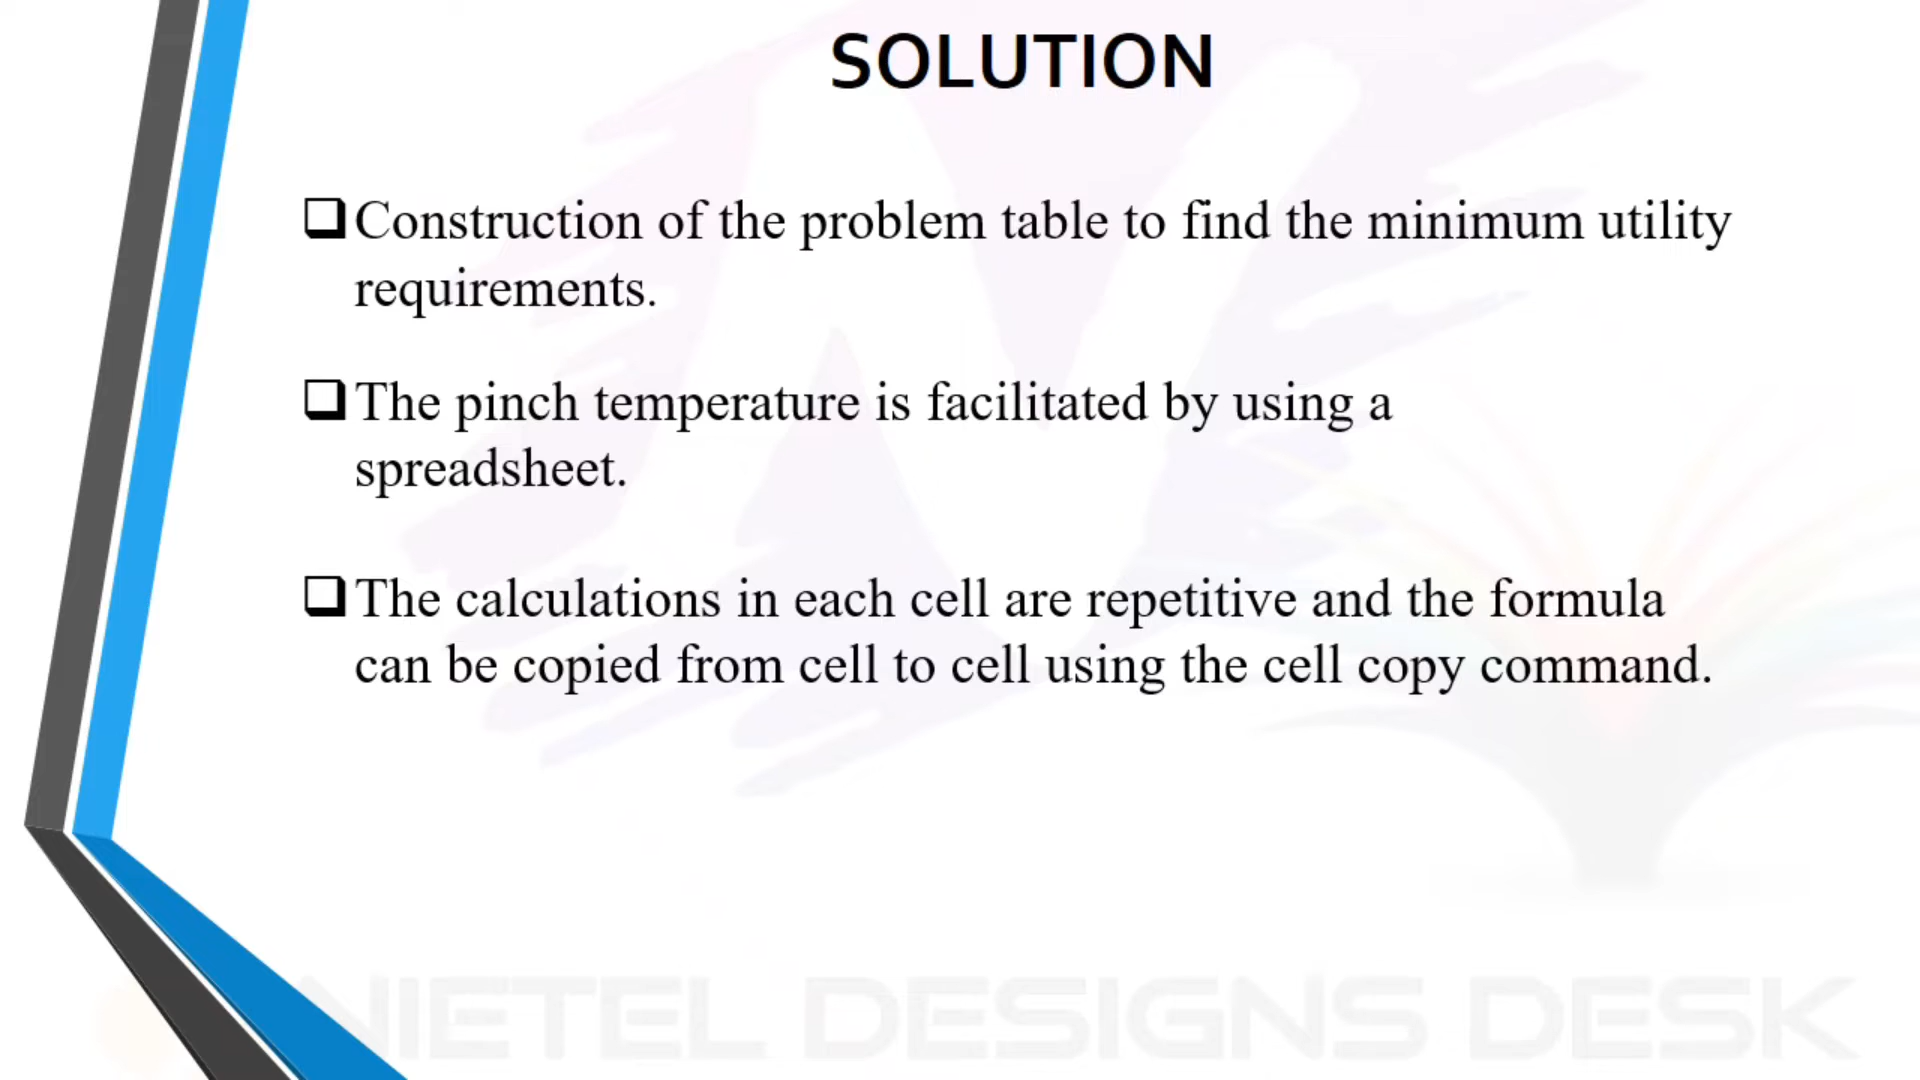 SOLUTION
❑Construction of the problem table to find the minimum utility
requirements.
❑The pinch temperature is facilitated by using a
spreadsheet.
❑The calculations in each cell are repetitive and the formula
can be copied from cell to cell using the cell copy command.
NIETEL DESIGNS DESK